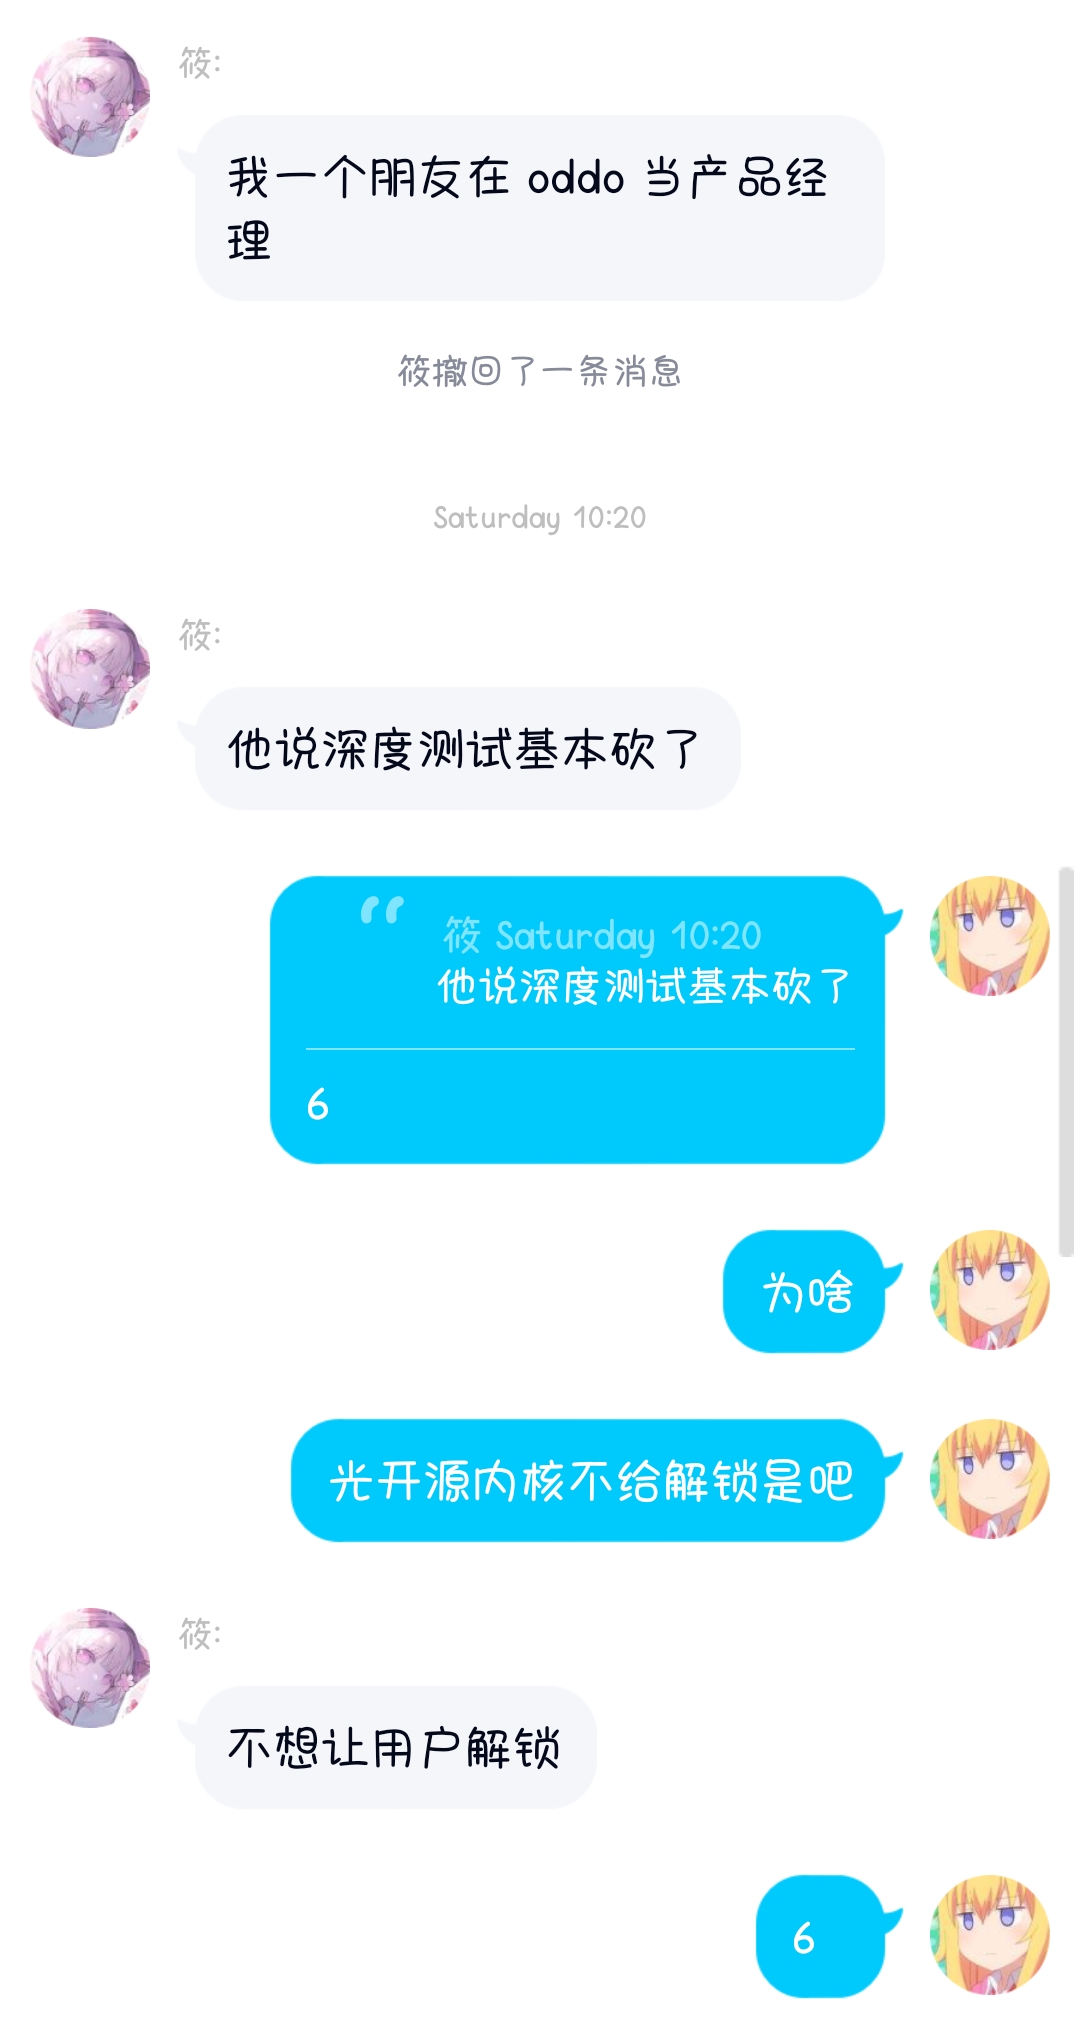 筱:
我一个朋友在 oddo 当产品经
理
筱撤回了一条消息
Saturday 10:20
筱:
他说深度测试基本砍了
“ 筱 Saturday 10:20
他说深度测试基本砍了
6
为啥
光开源内核不给解锁是吧
筱:
不想让用户解锁
6